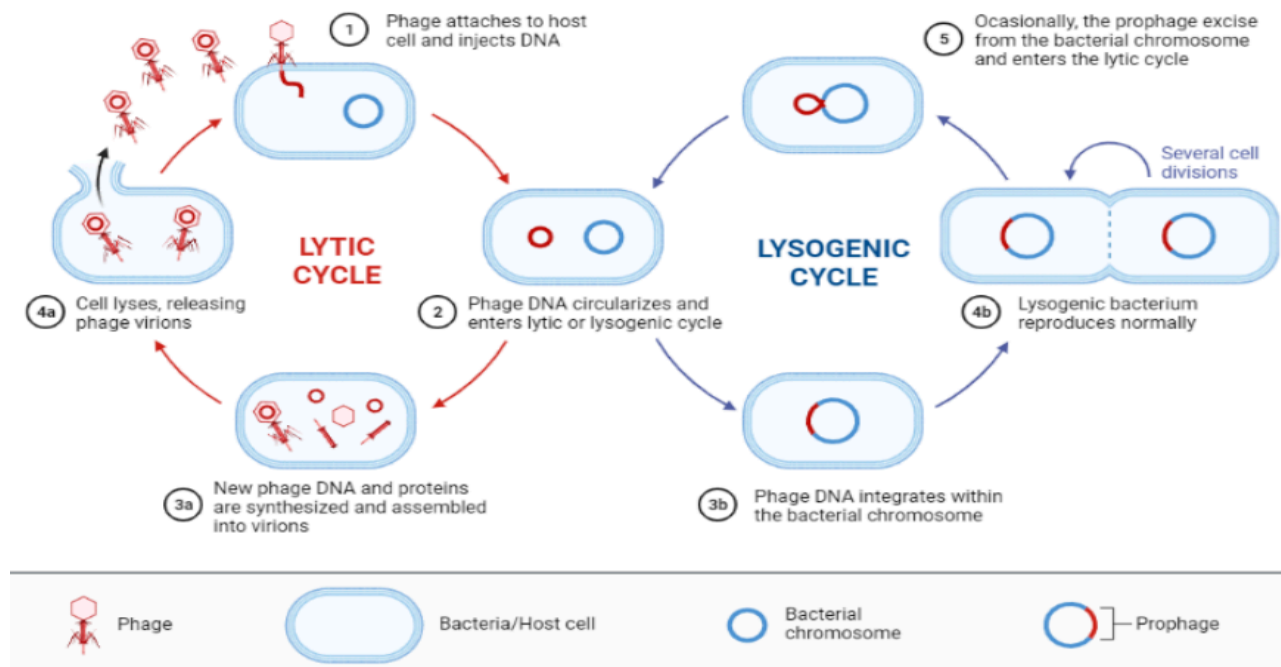 1
Phage attaches to host
cell and injects DNA
5
Ocasionally, the prophage excise
from the bacterial chromosome
and enters the lytic cycle
Several cell
divisions
LYTIC
CYCLE
LYSOGENIC
CYCLE
4a
Cell lyses, releasing
phage virions
2
Phage DNA circularizes and
enters lytic or lysogenic cycle
4b
Lysogenic bacterium
reproduces normally
3a
New phage DNA and proteins
are synthesized and assembled
into virions
3b
Phage DNA integrates within
the bacterial chromosome
Phage
Bacteria/Host cell
Bacterial
chromosome
Prophage